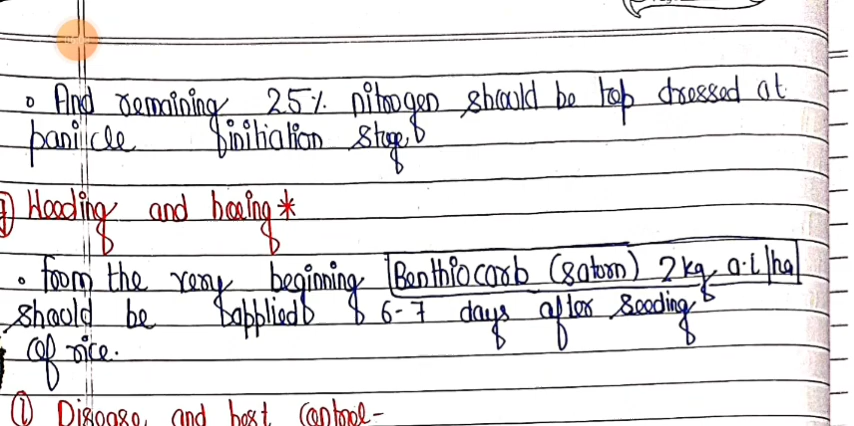 • And remaining 25% nitrogen should be top dressed at
panicle initiation stage
Weeding and hoeing *
• from the very beginning Benthiocarb (saturn) 2 kg a.i/ha
should be applied 6-7 days after seeding
of rice.
① Disease, and pest control-